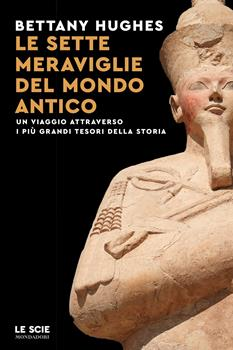 BETTANY HUGHES
LE SETTE
MERAVIGLIE
DEL MONDO
ANTICO
UN VIAGGIO ATTRAVERSO
I PIÙ GRANDI TESORI DELLA STORIA
LE SCIE
MONDADORI